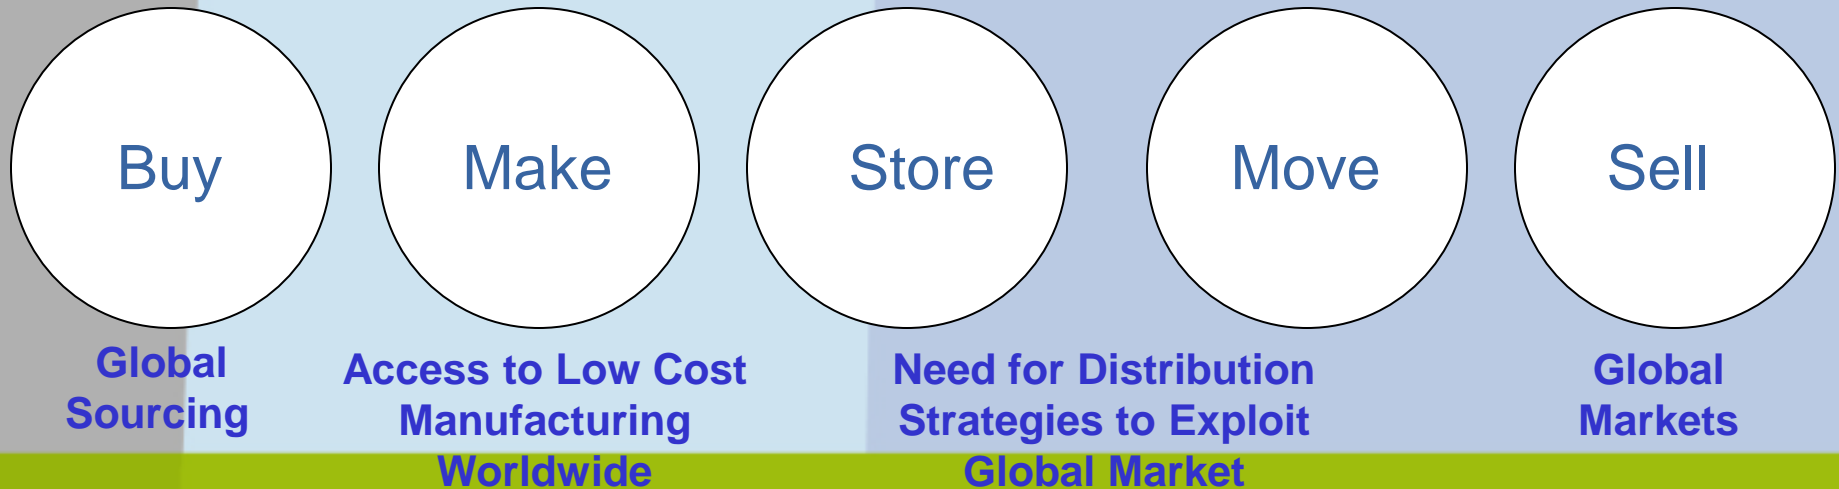 Buy
Make
Store
Move
Sell
Global
Sourcing
Access to Low Cost
Manufacturing
Worldwide
Need for Distribution
Strategies to Exploit
Global Market
Global
Markets